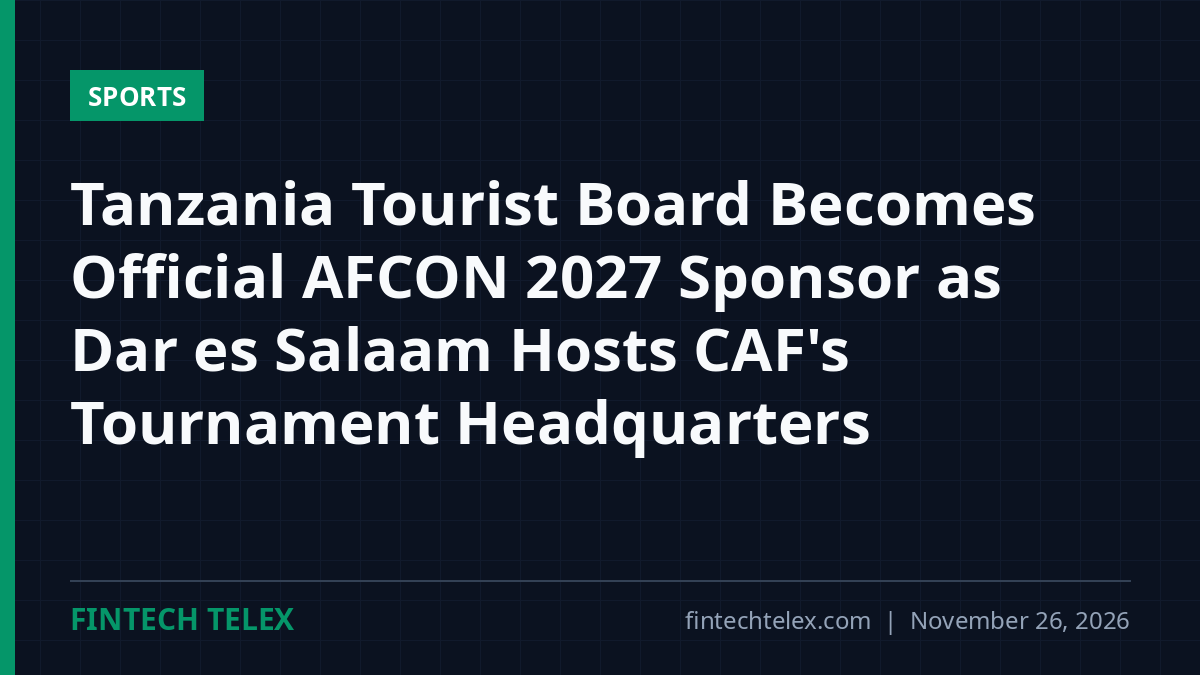 SPORTS
Tanzania Tourist Board Becomes
Official AFCON 2027 Sponsor as
Dar es Salaam Hosts CAF's
Tournament Headquarters
FINTECH TELEX
fintechtelex.com | November 26, 2026